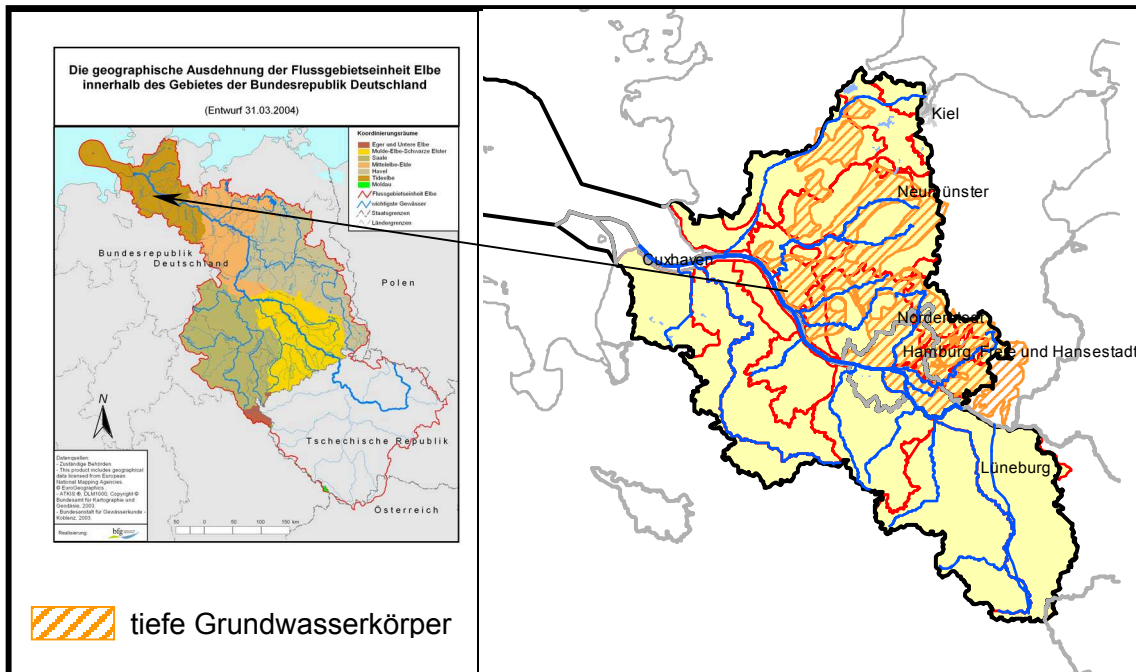 Die geographische Ausdehnung der Flussgebietseinheit Elbe
innerhalb des Gebietes der Bundesrepublik Deutschland
(Entwurf 31.03.2004)
Koordinierungsräume
Eger und Untere Elbe
Mulde-Elbe-Schwarze Elster
Saale
Mittelelbe-Elde
Havel
Tideelbe
Moldau
Flussgebietseinheit Elbe
wichtigste Gewässer
Staatsgrenzen
Ländergrenzen
Bundesrepublik
Deutschland
Polen
Tschechische Republik
Österreich
N
Datenquellen:
- Zuständige Behörden
- This product includes geographical
data licensed from European
National Mapping Agencies.
© EuroGeographics
- ATKIS ®, DLM1000; Copyright ©
Bundesamt für Kartographie und
Geodäsie, 2003
- Bundesanstalt für Gewässerkunde -
Koblenz, 2003.
Realisierung: bfg
50 0 50 100 150 km
tiefe Grundwasserkörper
Kiel
Neumünster
Cuxhaven
Norderstedt
Hamburg, Freie und Hansestadt
Lüneburg